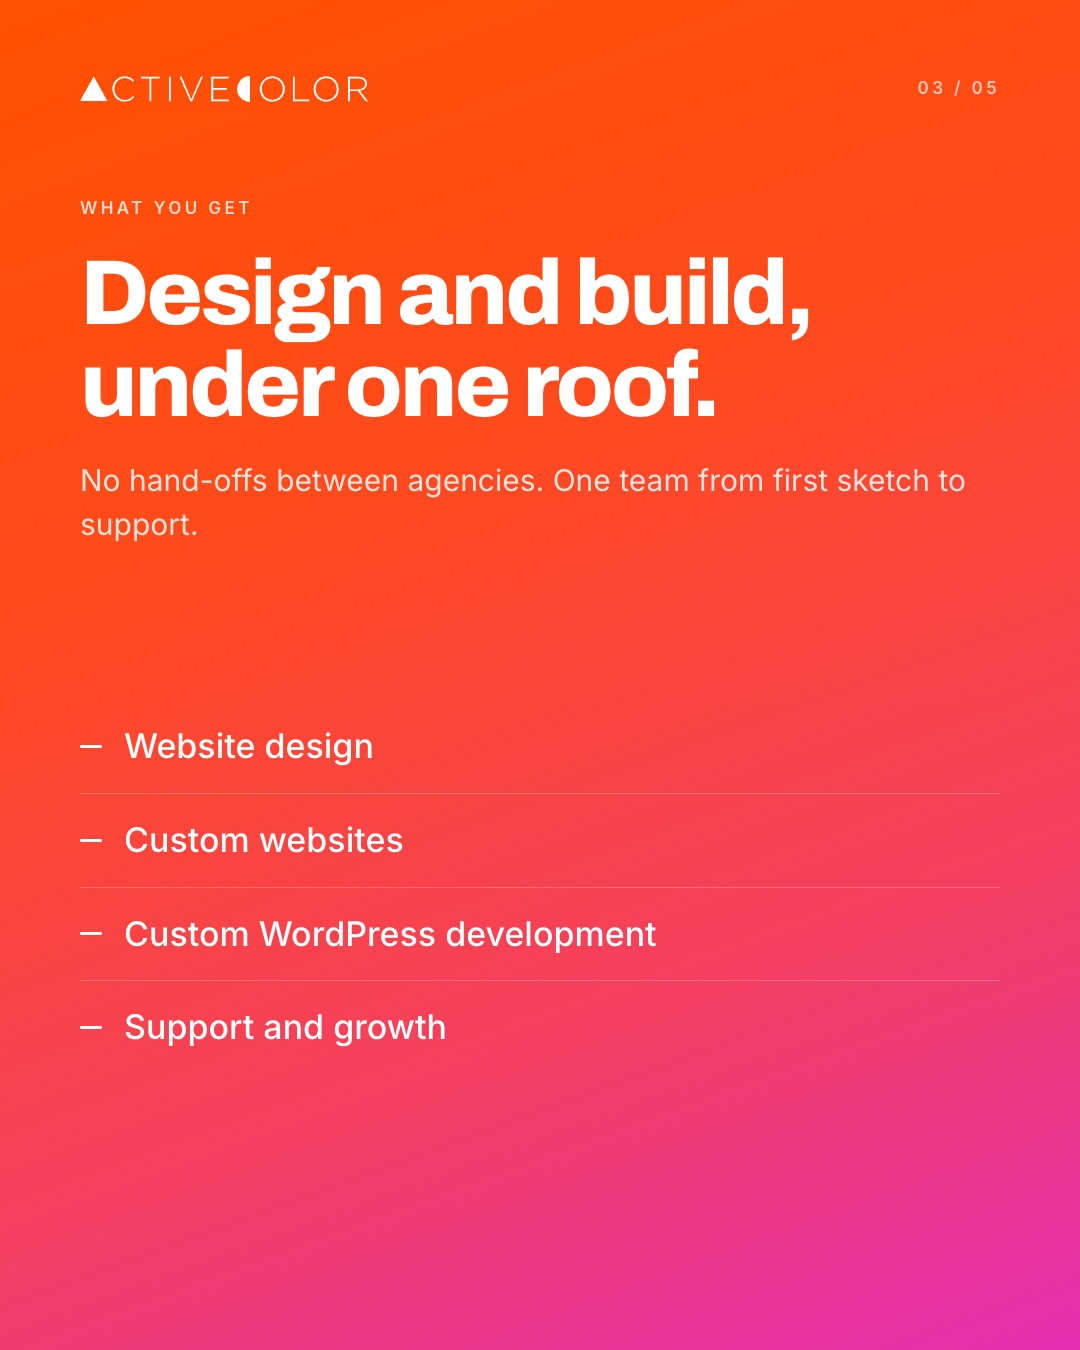 ACTIVECOLOR
03 / 05
WHAT YOU GET
Design and build,
under one roof.
No hand-offs between agencies. One team from first sketch to
support.
— Website design
— Custom websites
— Custom WordPress development
— Support and growth